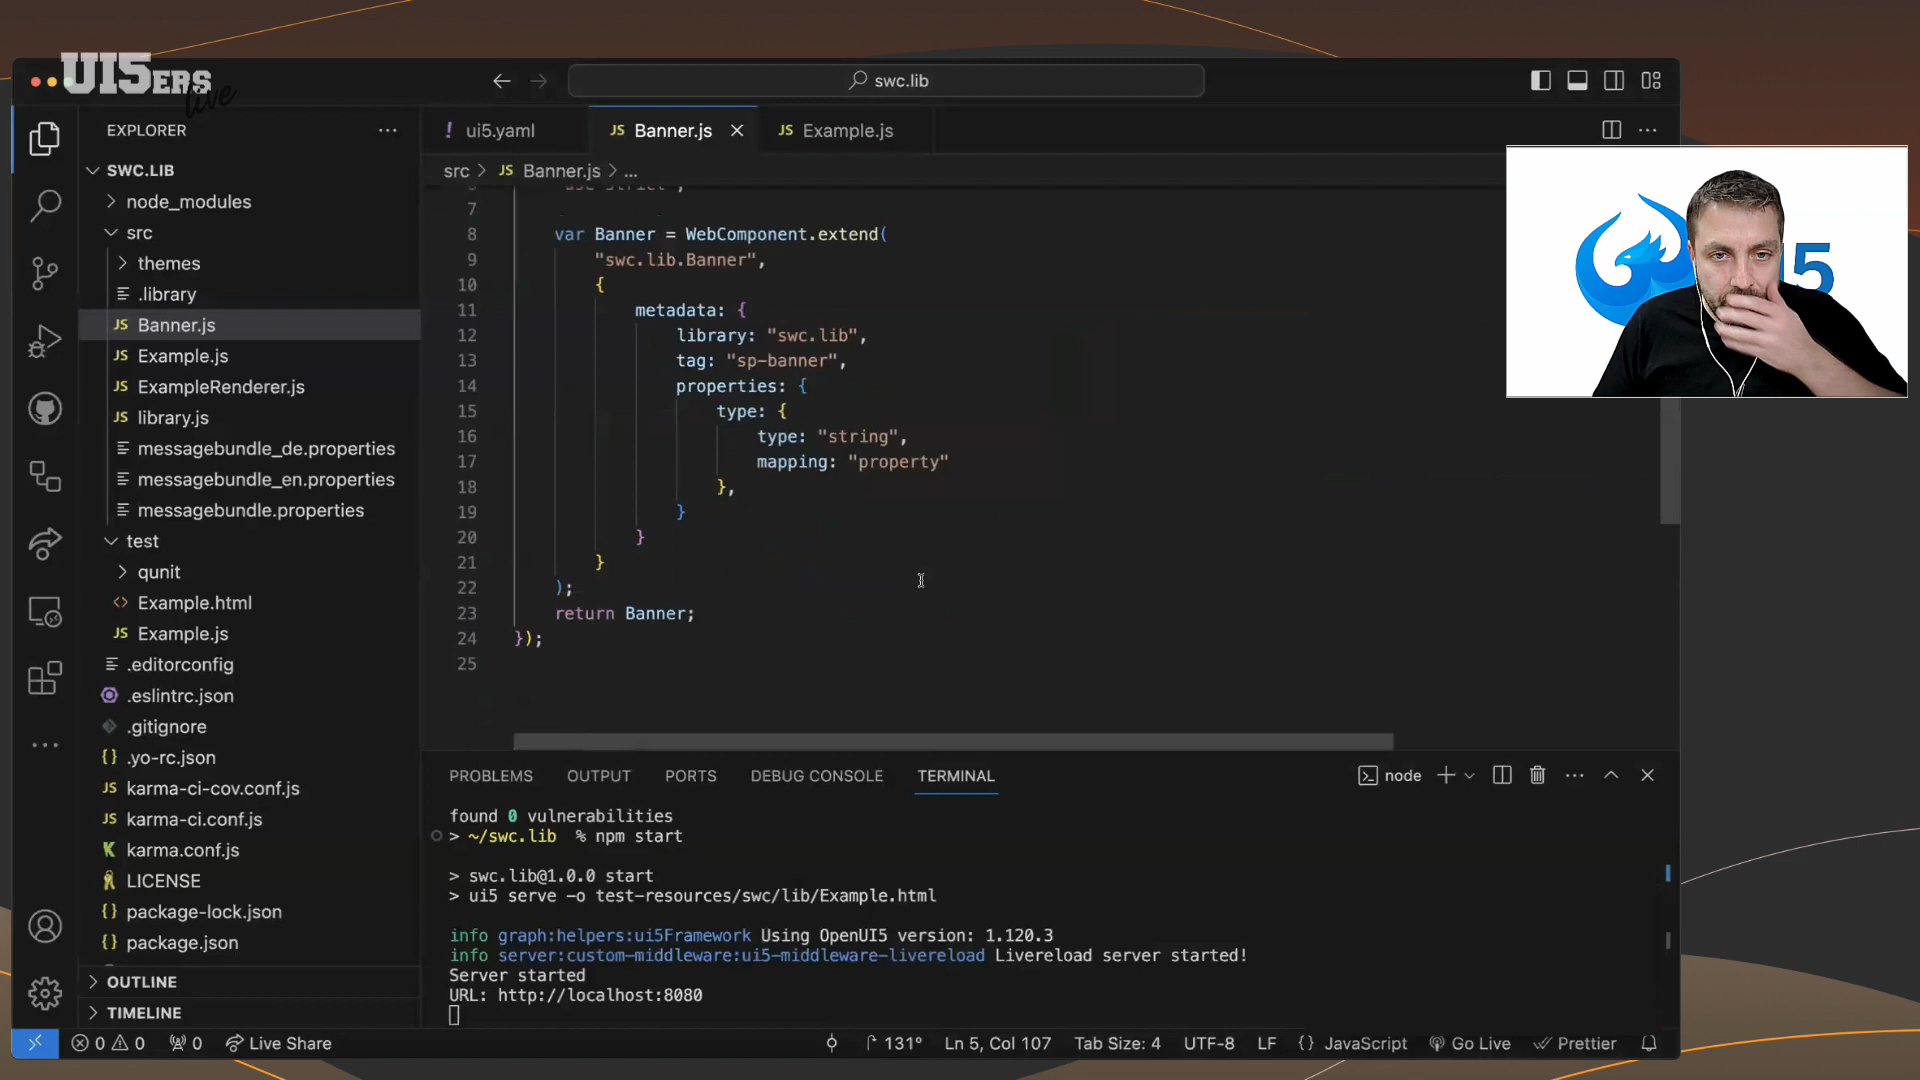 UI5ERS
live
swc.lib
EXPLORER
SWC.LIB
node_modules
src
themes
.library
Banner.js
Example.js
ExampleRenderer.js
library.js
messagebundle_de.properties
messagebundle_en.properties
messagebundle.properties
test
qunit
Example.html
Example.js
.editorconfig
.eslintrc.json
.gitignore
.yo-rc.json
karma-ci-cov.conf.js
karma-ci.conf.js
karma.conf.js
LICENSE
package-lock.json
package.json
OUTLINE
TIMELINE
! ui5.yaml
JS Banner.js
JS Example.js
src > JS Banner.js > ...
7
8 var Banner = WebComponent.extend(
9 "swc.lib.Banner",
10 {
11 metadata: {
12 library: "swc.lib",
13 tag: "sp-banner",
14 properties: {
15 type: {
16 type: "string",
17 mapping: "property"
18 },
19 }
20 }
21 }
22 );
23 return Banner;
24 });
25
I5
PROBLEMS OUTPUT PORTS DEBUG CONSOLE TERMINAL
node
found 0 vulnerabilities
> ~/swc.lib % npm start
> swc.lib@1.0.0 start
> ui5 serve -o test-resources/swc/lib/Example.html
info graph:helpers:ui5Framework Using OpenUI5 version: 1.120.3
info server:custom-middleware:ui5-middleware-livereload Livereload server started!
Server started
URL: http://localhost:8080
0 0 0 Live Share
131° Ln 5, Col 107 Tab Size: 4 UTF-8 LF {} JavaScript Go Live Prettier